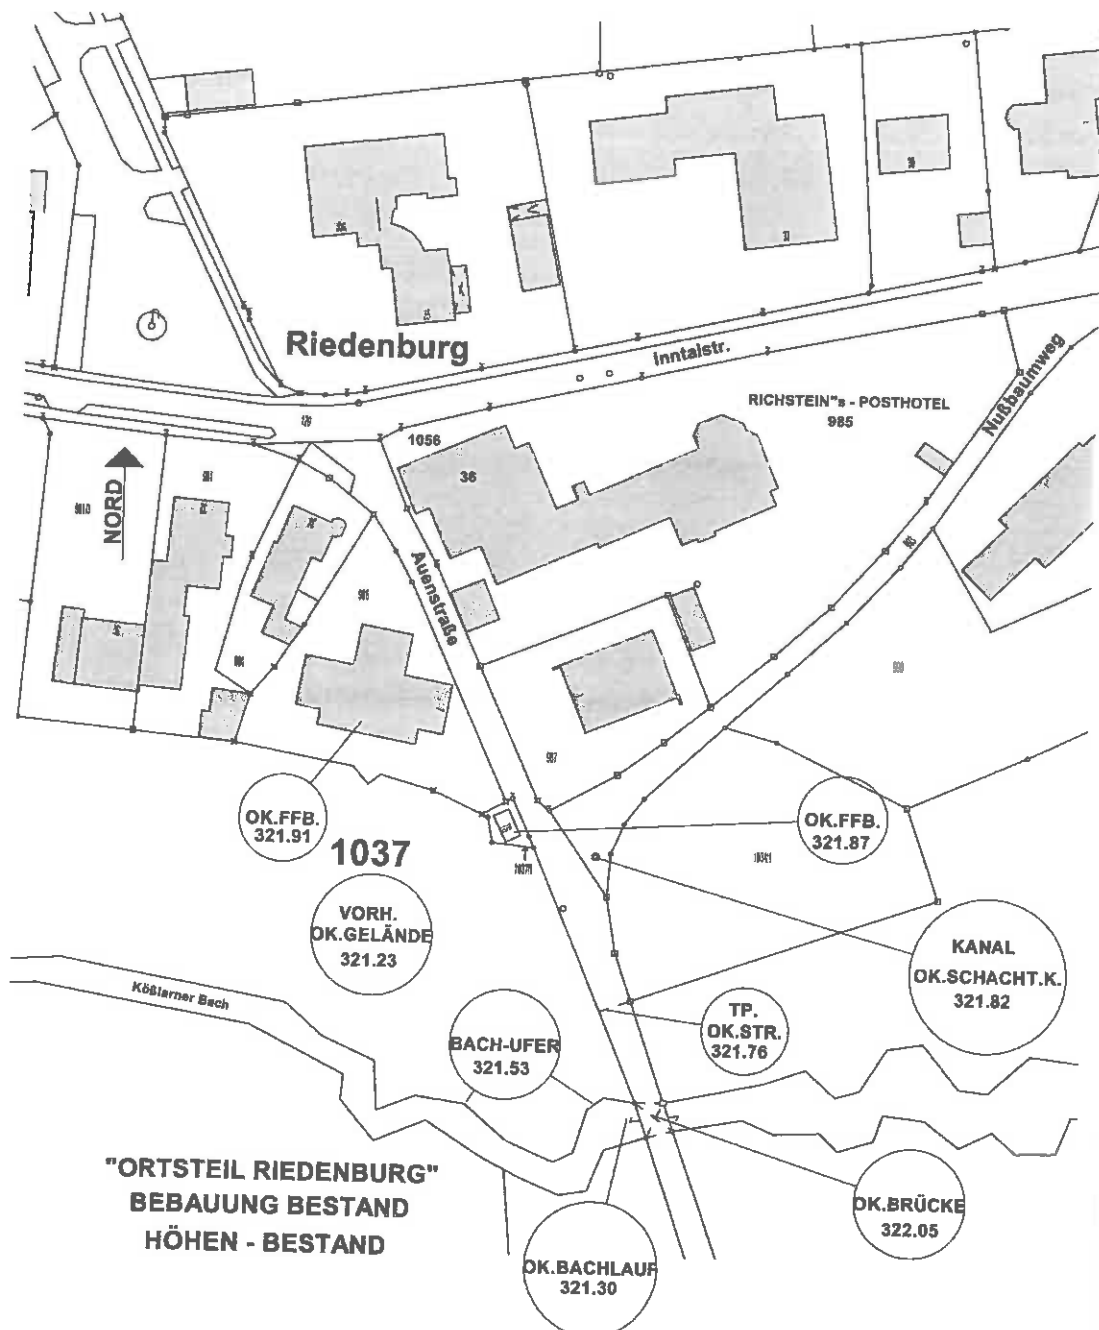 Riedenburg
Inntalstr.
Nußbaumweg
RICHSTEIN"s - POSTHOTEL
985
1056
36
NORD
Auenstraße
985
987
OK.FFB.
321.91
1037
OK.FFB.
321.87
VORH.
OK.GELÄNDE
321.23
KANAL
OK.SCHACHT.K.
321.82
Kößlarner Bach
TP.
OK.STR.
321.76
BACH-UFER
321.53
"ORTSTEIL RIEDENBURG"
BEBAUUNG BESTAND
HÖHEN - BESTAND
OK.BRÜCKE
322.05
OK.BACHLAUF
321.30